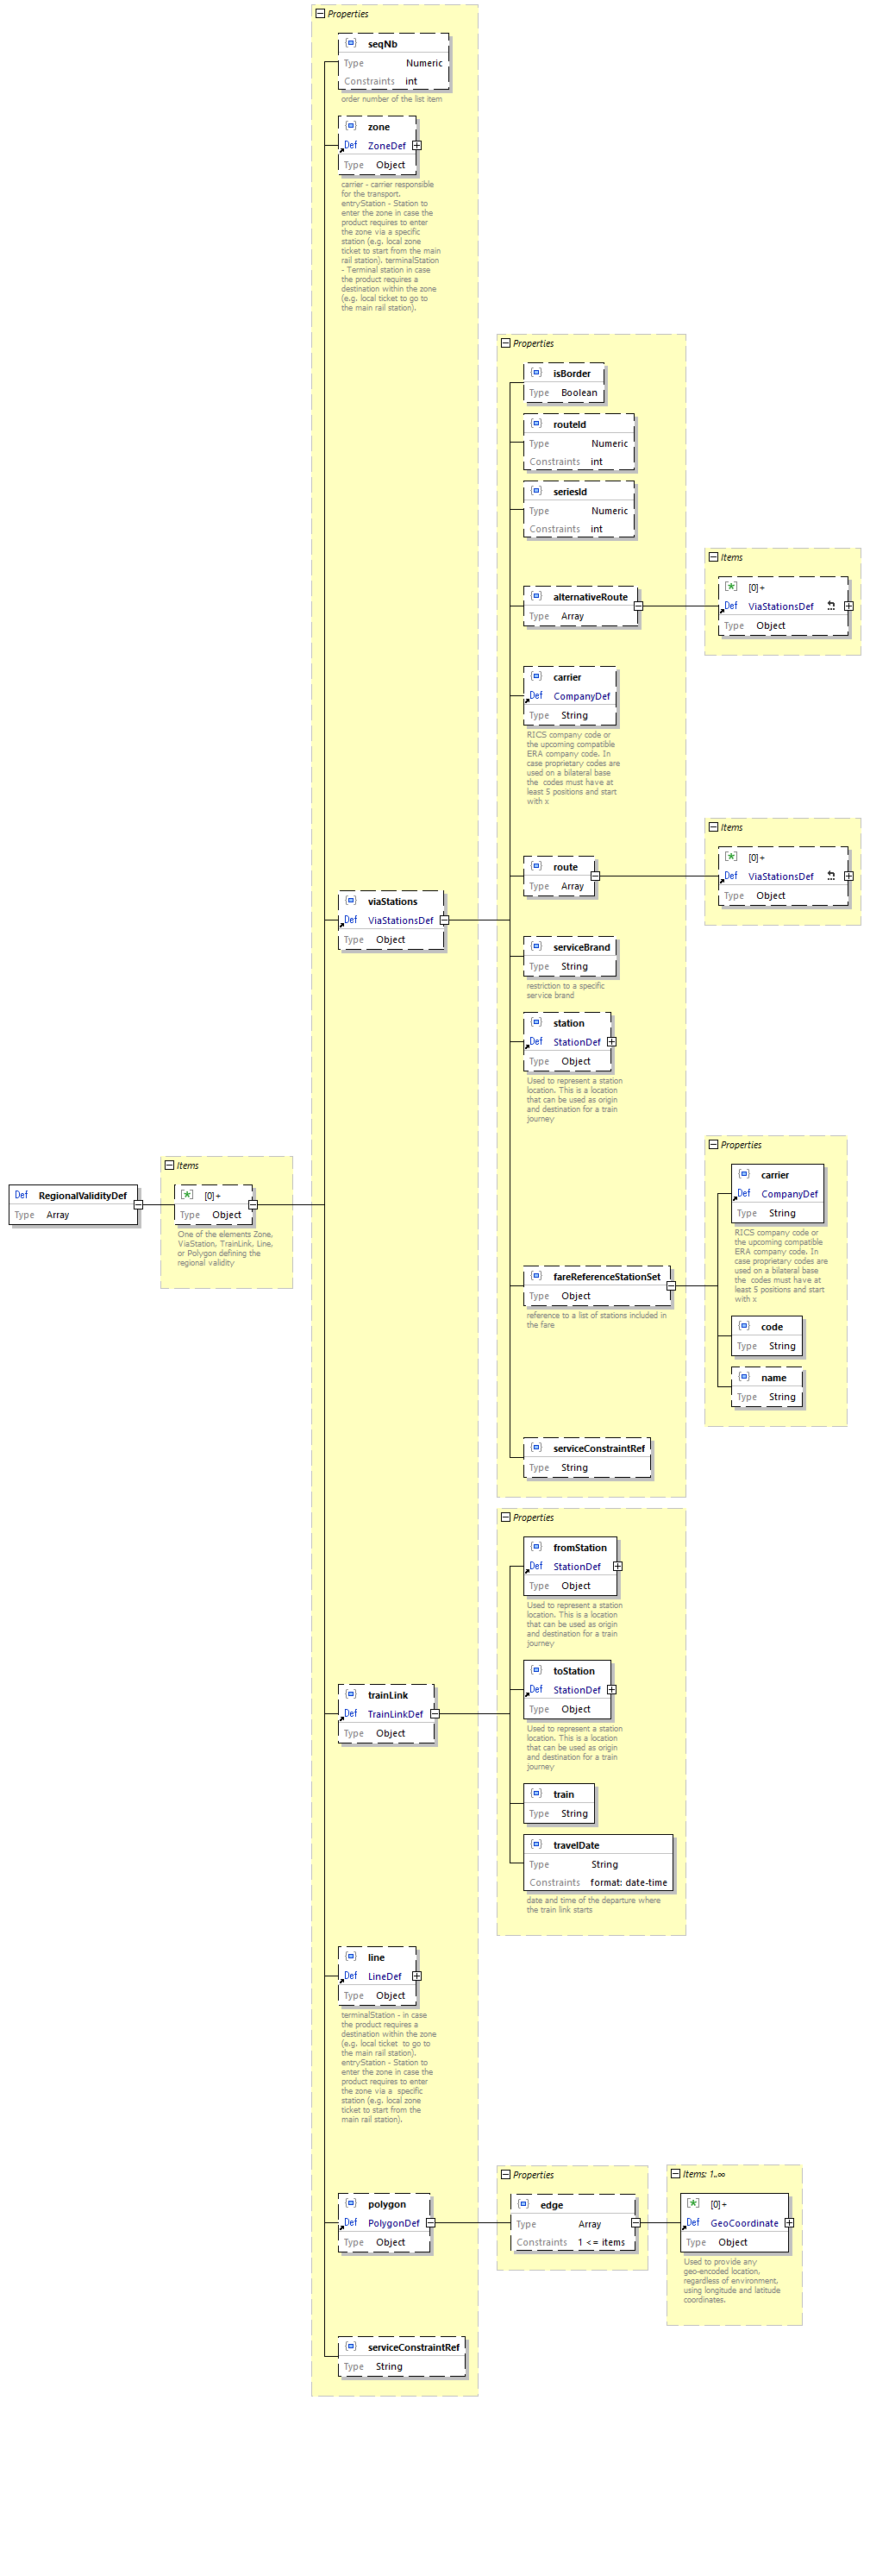 Properties
seqNb
Type Numeric
Constraints int
order number of the list item
zone
Def ZoneDef
Type Object
carrier - carrier responsible
for the transport.
entryStation - Station to
enter the zone in case the
product requires to enter
the zone via a specific
station (e.g. local zone
ticket to start from the main
rail station). terminalStation
- Terminal station in case
the product requires a
destination within the zone
(e.g. local ticket to go to
the main rail station).
Properties
isBorder
Type Boolean
routeId
Type Numeric
Constraints int
seriesId
Type Numeric
Constraints int
alternativeRoute
Type Array
Items
[0]+
Def ViaStationsDef
Type Object
carrier
Def CompanyDef
Type String
RICS company code or
the upcoming compatible
ERA company code. In
case proprietary codes are
used on a bilateral base
the codes must have at
least 5 positions and start
with x
route
Type Array
Items
[0]+
Def ViaStationsDef
Type Object
viaStations
Def ViaStationsDef
Type Object
serviceBrand
Type String
restriction to a specific
service brand
station
Def StationDef
Type Object
Used to represent a station
location. This is a location
that can be used as origin
and destination for a train
journey
RegionalValidityDef
Def
Type Array
Items
[0]+
Type Object
One of the elements Zone,
ViaStation, TrainLink, Line,
or Polygon defining the
regional validity
fareReferenceStationSet
Type Object
reference to a list of stations included in
the fare
Properties
carrier
Def CompanyDef
Type String
RICS company code or
the upcoming compatible
ERA company code. In
case proprietary codes are
used on a bilateral base
the codes must have at
least 5 positions and start
with x
code
Type String
name
Type String
serviceConstraintRef
Type String
Properties
fromStation
Def StationDef
Type Object
Used to represent a station
location. This is a location
that can be used as origin
and destination for a train
journey
toStation
Def StationDef
Type Object
Used to represent a station
location. This is a location
that can be used as origin
and destination for a train
journey
trainLink
Def TrainLinkDef
Type Object
train
Type String
travelDate
Type String
Constraints format: date-time
date and time of the departure where
the train link starts
line
Def LineDef
Type Object
terminalStation - in case
the product requires a
destination within the zone
(e.g. local ticket to go to
the main rail station).
entryStation - Station to
enter the zone in case the
product requires to enter
the zone via a specific
station (e.g. local zone
ticket to start from the
main rail station).
polygon
Def PolygonDef
Type Object
Properties
edge
Type Array
Constraints 1 <= items
Items: 1..∞
[0]+
Def GeoCoordinate
Type Object
Used to provide any
geo-encoded location,
regardless of environment,
using longitude and latitude
coordinates.
serviceConstraintRef
Type String